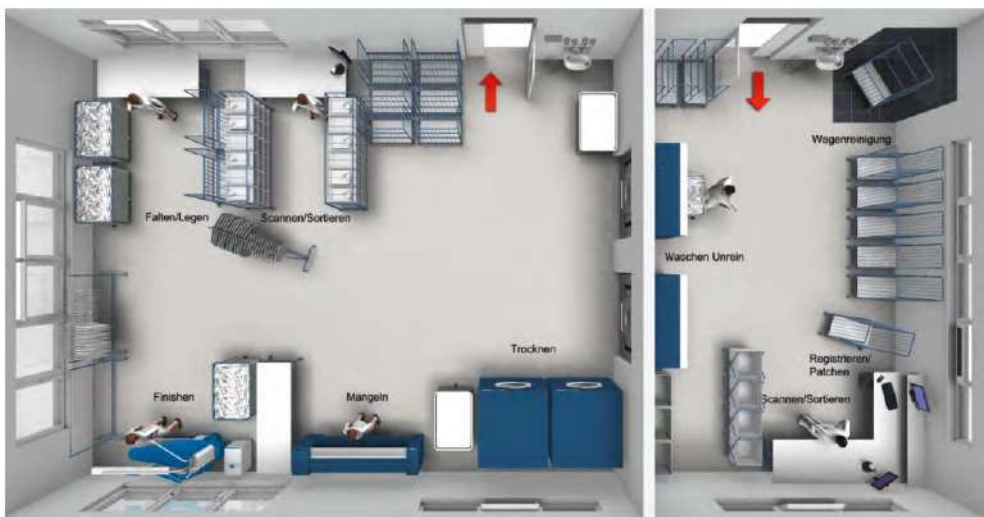 Wagenreinigung
Falten/Legen
Scannen/Sortieren
Waschen Unrein
Trocknen
Registrieren/
Patchen
Finishen
Mangeln
Scannen/Sortieren